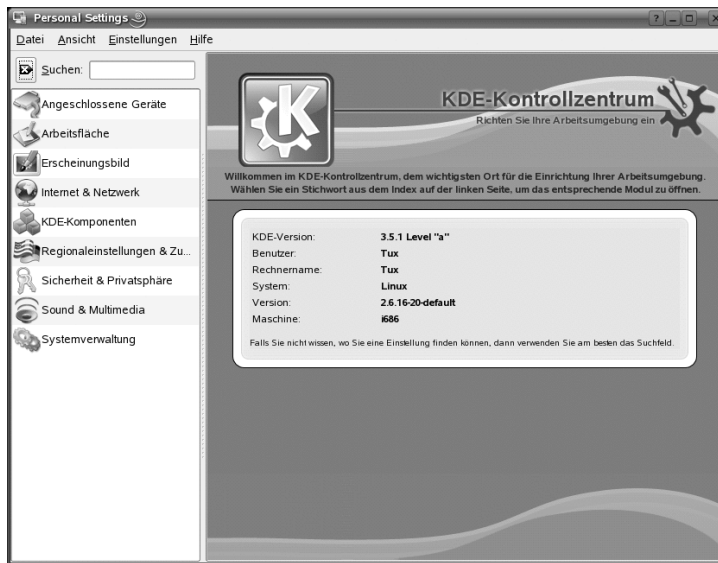 Personal Settings
Datei Ansicht Einstellungen Hilfe
Suchen:
Angeschlossene Geräte
Arbeitsfläche
Erscheinungsbild
Internet & Netzwerk
KDE-Komponenten
Regionaleinstellungen & Zu...
Sicherheit & Privatsphäre
Sound & Multimedia
Systemverwaltung
KDE-Kontrollzentrum
Richten Sie Ihre Arbeitsumgebung ein
Willkommen im KDE-Kontrollzentrum, dem wichtigsten Ort für die Einrichtung Ihrer Arbeitsumgebung.
Wählen Sie ein Stichwort aus dem Index auf der linken Seite, um das entsprechende Modul zu öffnen.
KDE-Version: 3.5.1 Level "a"
Benutzer: Tux
Rechnername: Tux
System: Linux
Version: 2.6.16-20-default
Maschine: i686
Falls Sie nicht wissen, wo Sie eine Einstellung finden können, dann verwenden Sie am besten das Suchfeld.